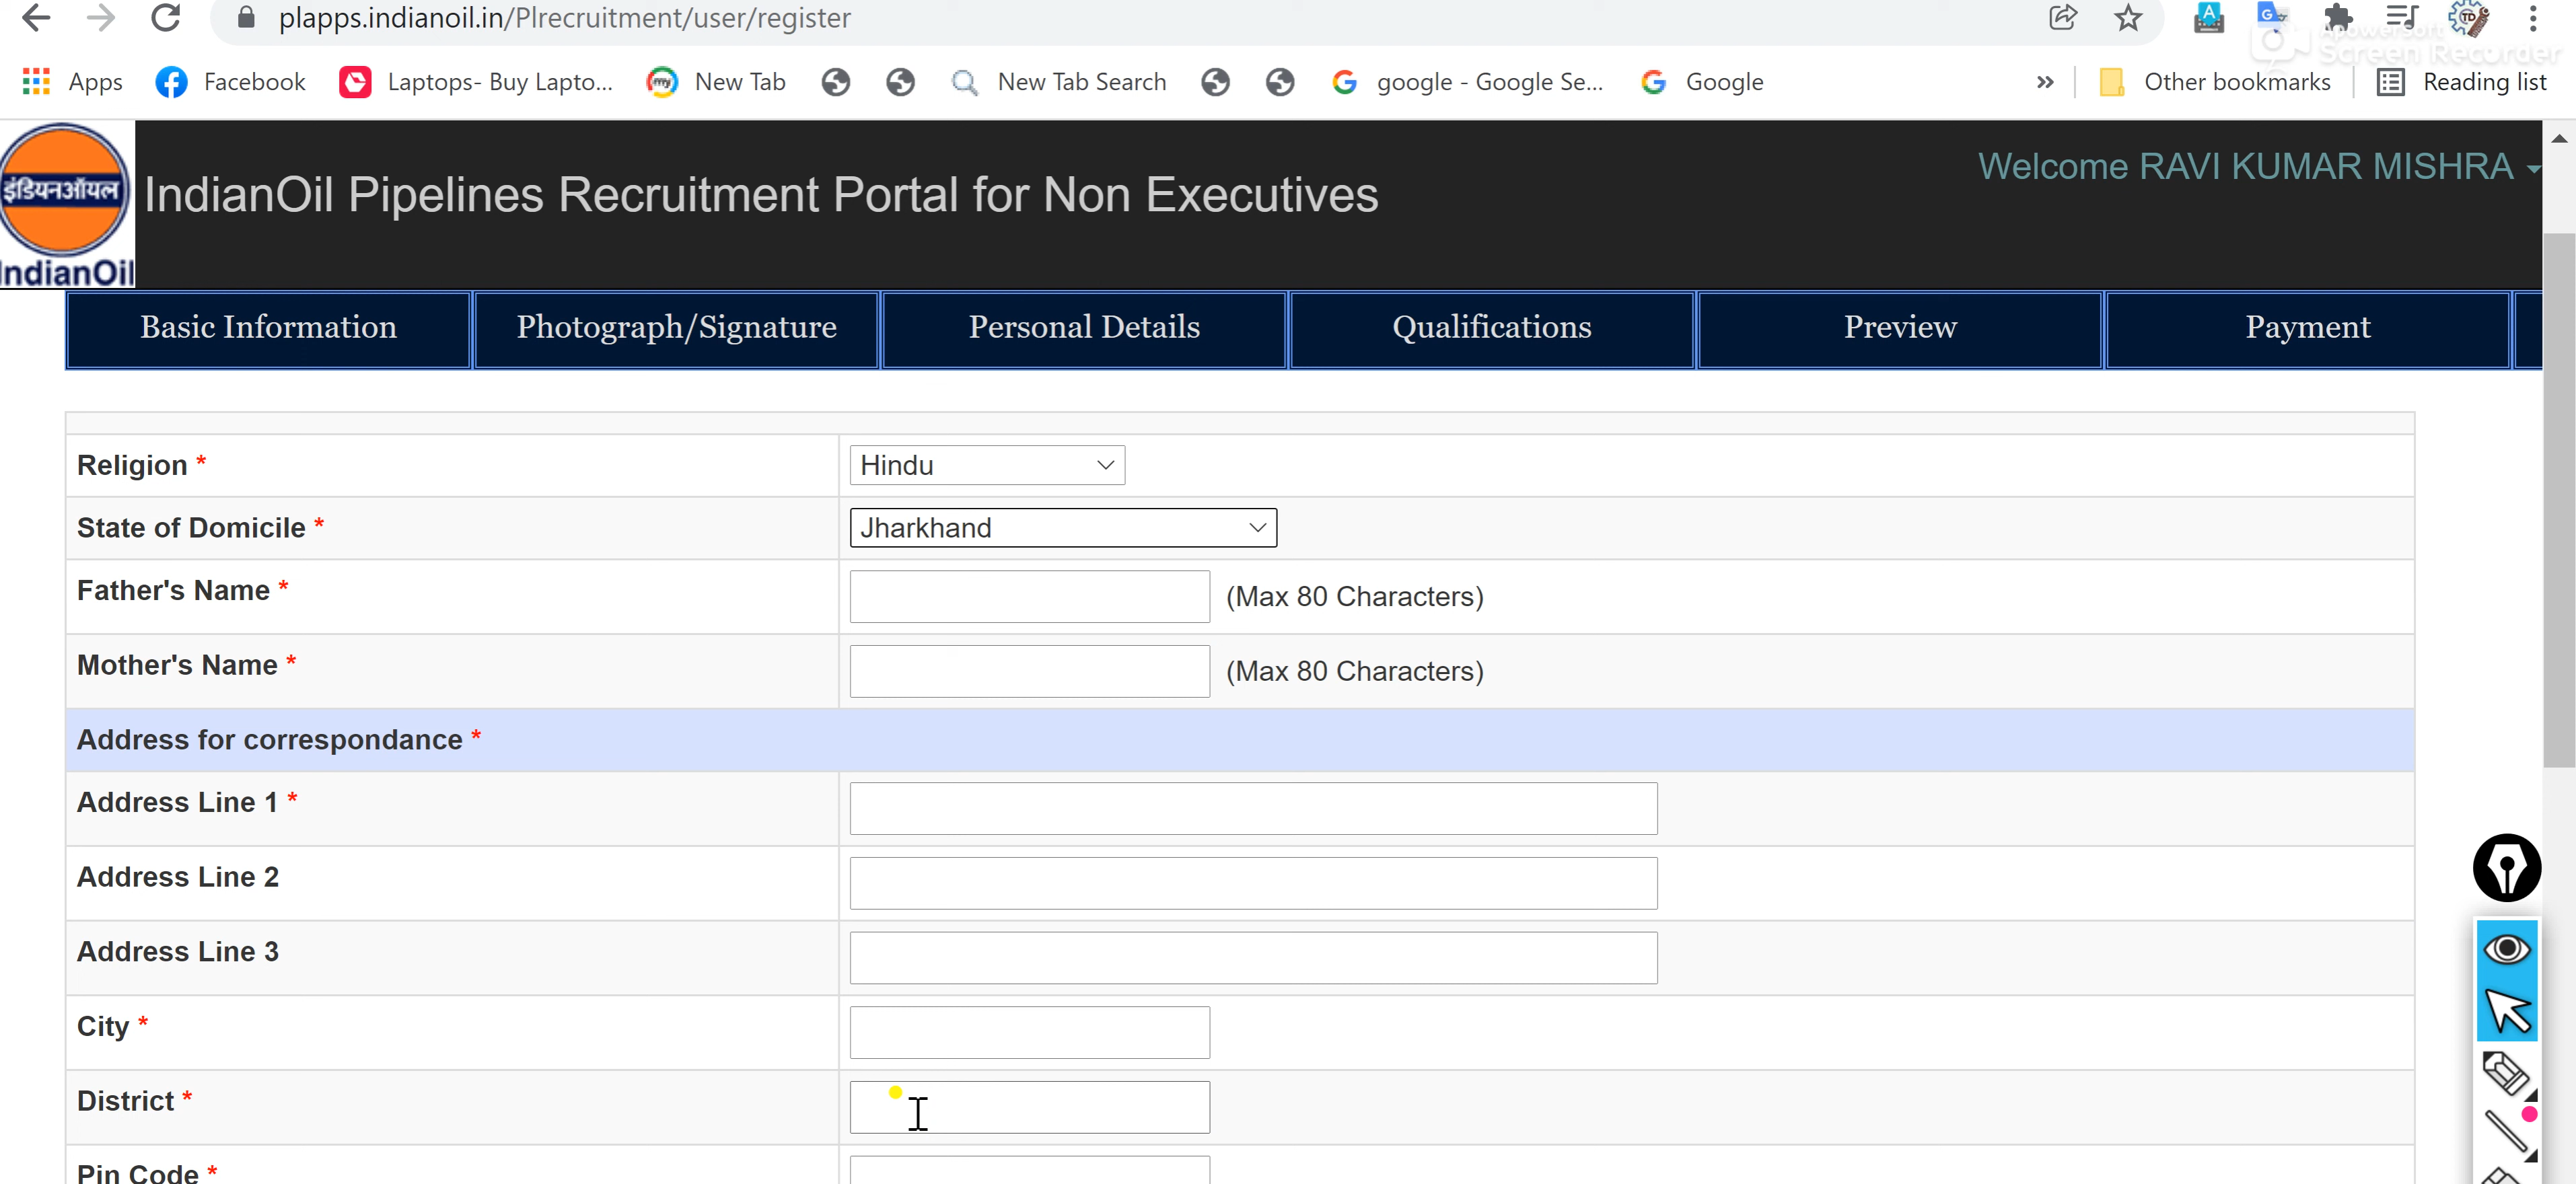 plapps.indianoil.in/Plrecruitment/user/register
Apowersoft
Screen Recorder
Apps Facebook Laptops- Buy Lapto... New Tab New Tab Search google - Google Se... Google » Other bookmarks Reading list
इंडियनऑयल
IndianOil
IndianOil Pipelines Recruitment Portal for Non Executives
Welcome RAVI KUMAR MISHRA
Basic Information Photograph/Signature Personal Details Qualifications Preview Payment
Religion * Hindu
State of Domicile * Jharkhand
Father's Name * (Max 80 Characters)
Mother's Name * (Max 80 Characters)
Address for correspondance *
Address Line 1 *
Address Line 2
Address Line 3
City *
District *
Pin Code *